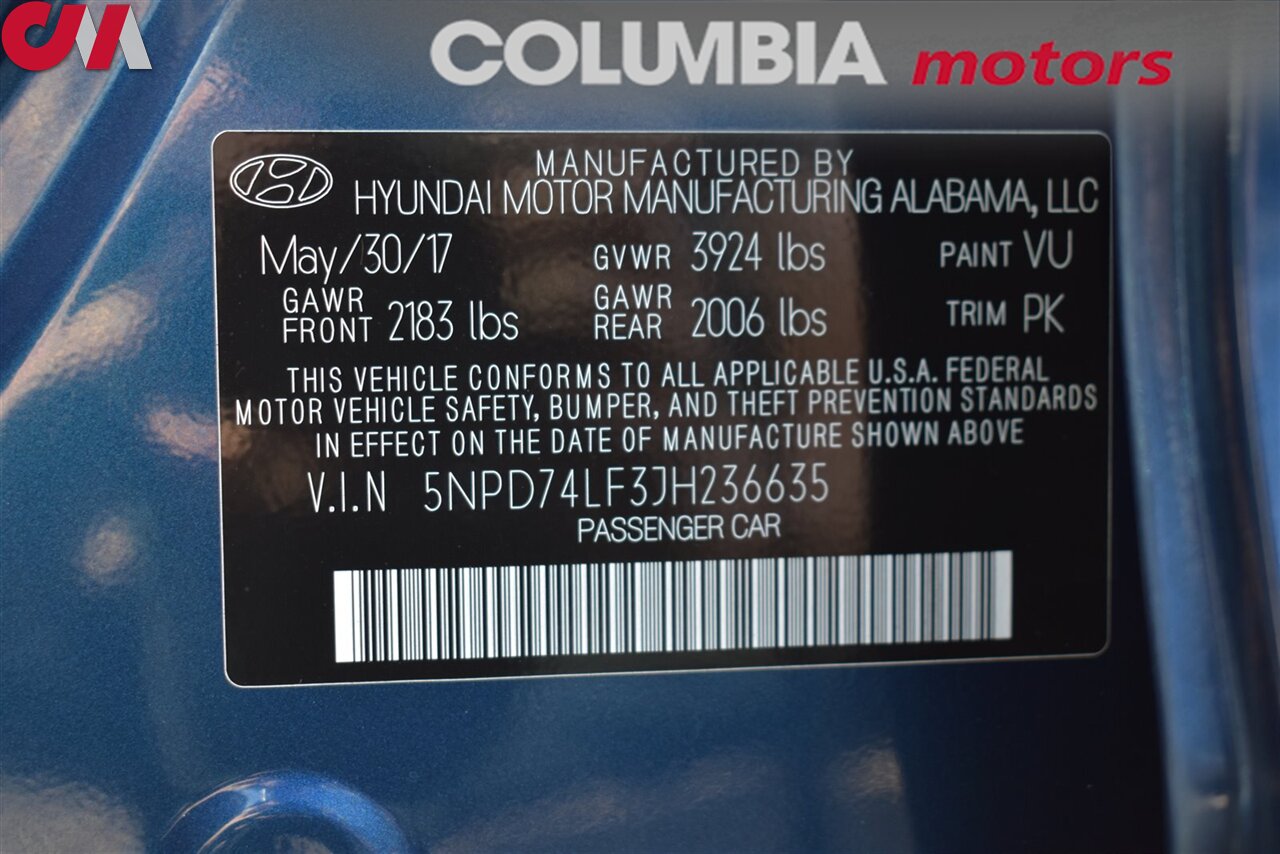 CM
COLUMBIA motors
MANUFACTURED BY
HYUNDAI MOTOR MANUFACTURING ALABAMA, LLC
May/30/17 GVWR 3924 lbs PAINT VU
GAWR FRONT 2183 lbs GAWR REAR 2006 lbs TRIM PK
THIS VEHICLE CONFORMS TO ALL APPLICABLE U.S.A. FEDERAL
MOTOR VEHICLE SAFETY, BUMPER, AND THEFT PREVENTION STANDARDS
IN EFFECT ON THE DATE OF MANUFACTURE SHOWN ABOVE
V.I.N 5NPD74LF3JH236635
PASSENGER CAR